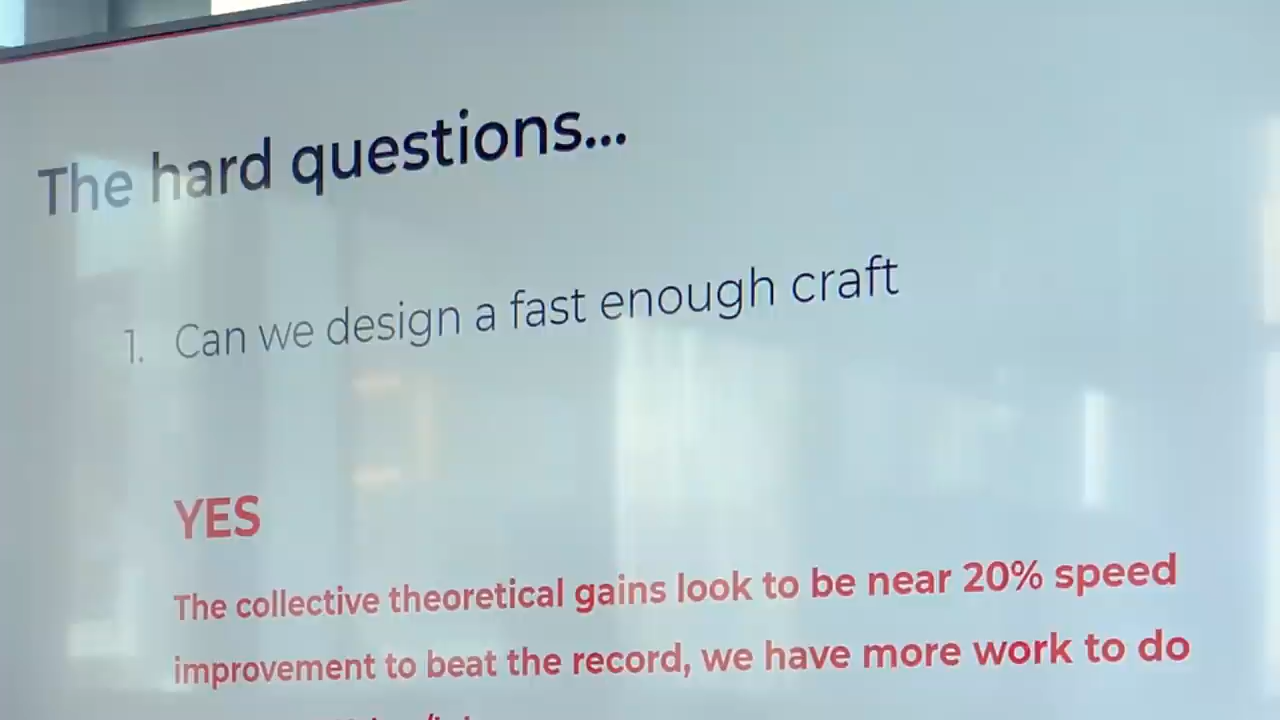 The hard questions...
1. Can we design a fast enough craft
YES
The collective theoretical gains look to be near 20% speed
improvement to beat the record, we have more work to do